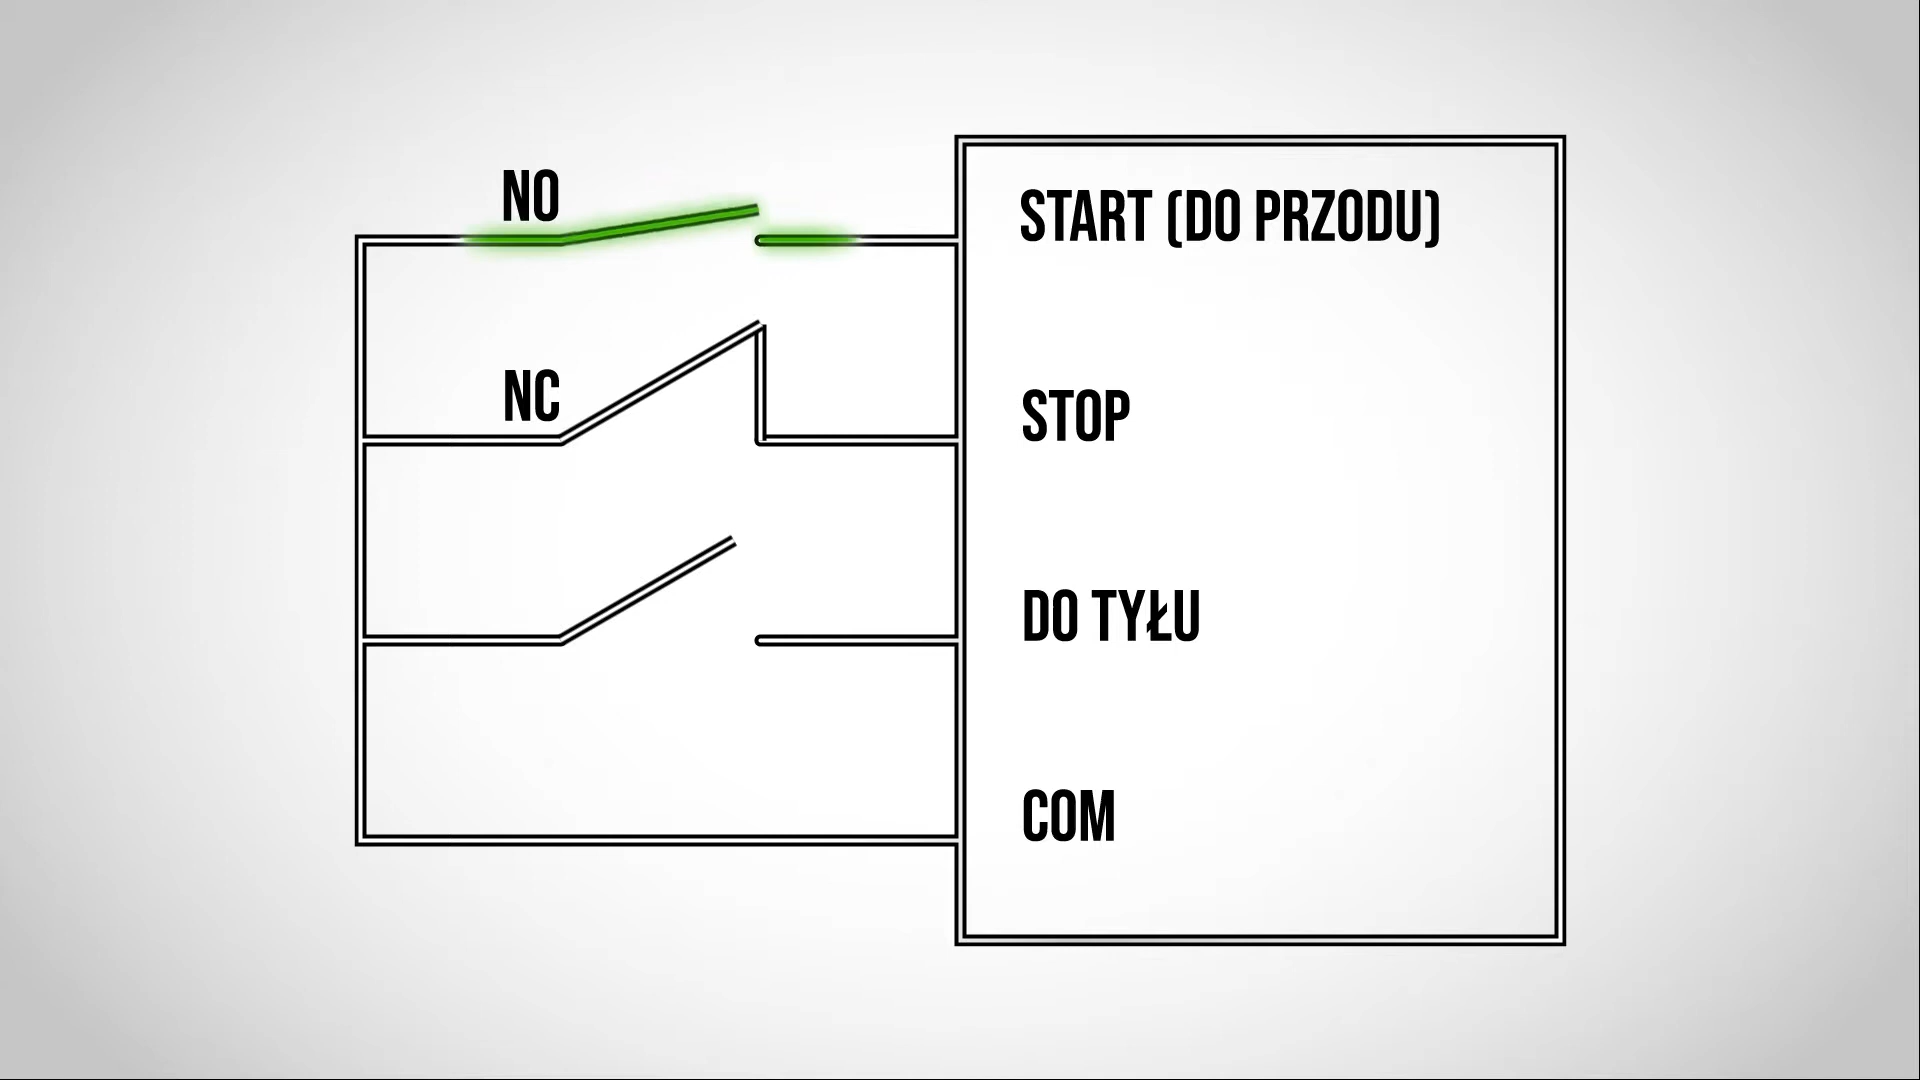 NO
START (DO PRZODU)
NC
STOP
DO TYŁU
COM